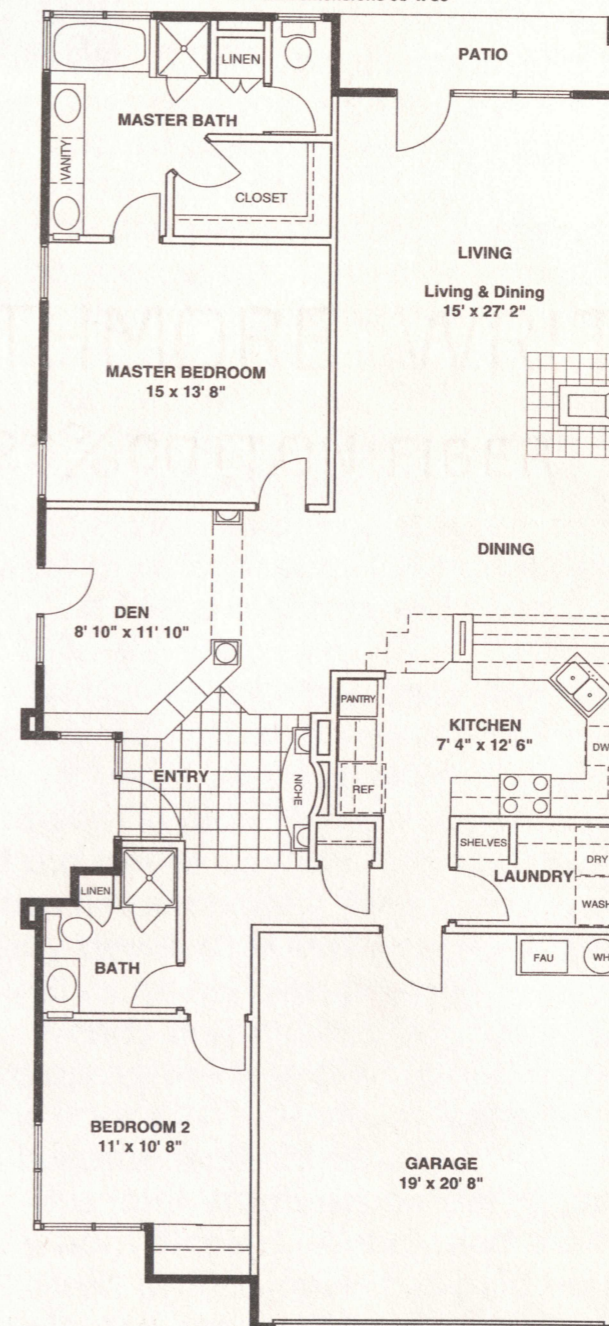 PATIO
LINEN
MASTER BATH
VANITY
CLOSET
LIVING
Living & Dining
15' x 27' 2"
MASTER BEDROOM
15 x 13' 8"
DINING
DEN
8' 10" x 11' 10"
PANTRY
KITCHEN
7' 4" x 12' 6"
DW
ENTRY
NICHE
REF
SHELVES
LAUNDRY
DRY
WASH
LINEN
BATH
FAU
WH
BEDROOM 2
11' x 10' 8"
GARAGE
19' x 20' 8"